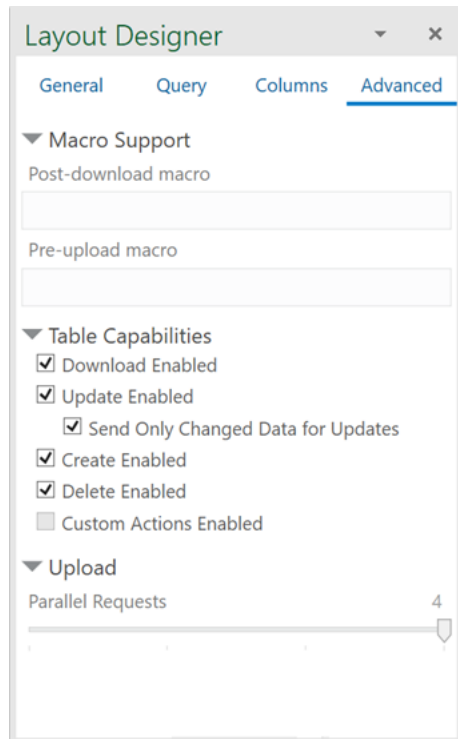 Layout Designer
General Query Columns Advanced
Macro Support
Post-download macro
Pre-upload macro
Table Capabilities
Download Enabled
Update Enabled
Send Only Changed Data for Updates
Create Enabled
Delete Enabled
Custom Actions Enabled
Upload
Parallel Requests 4